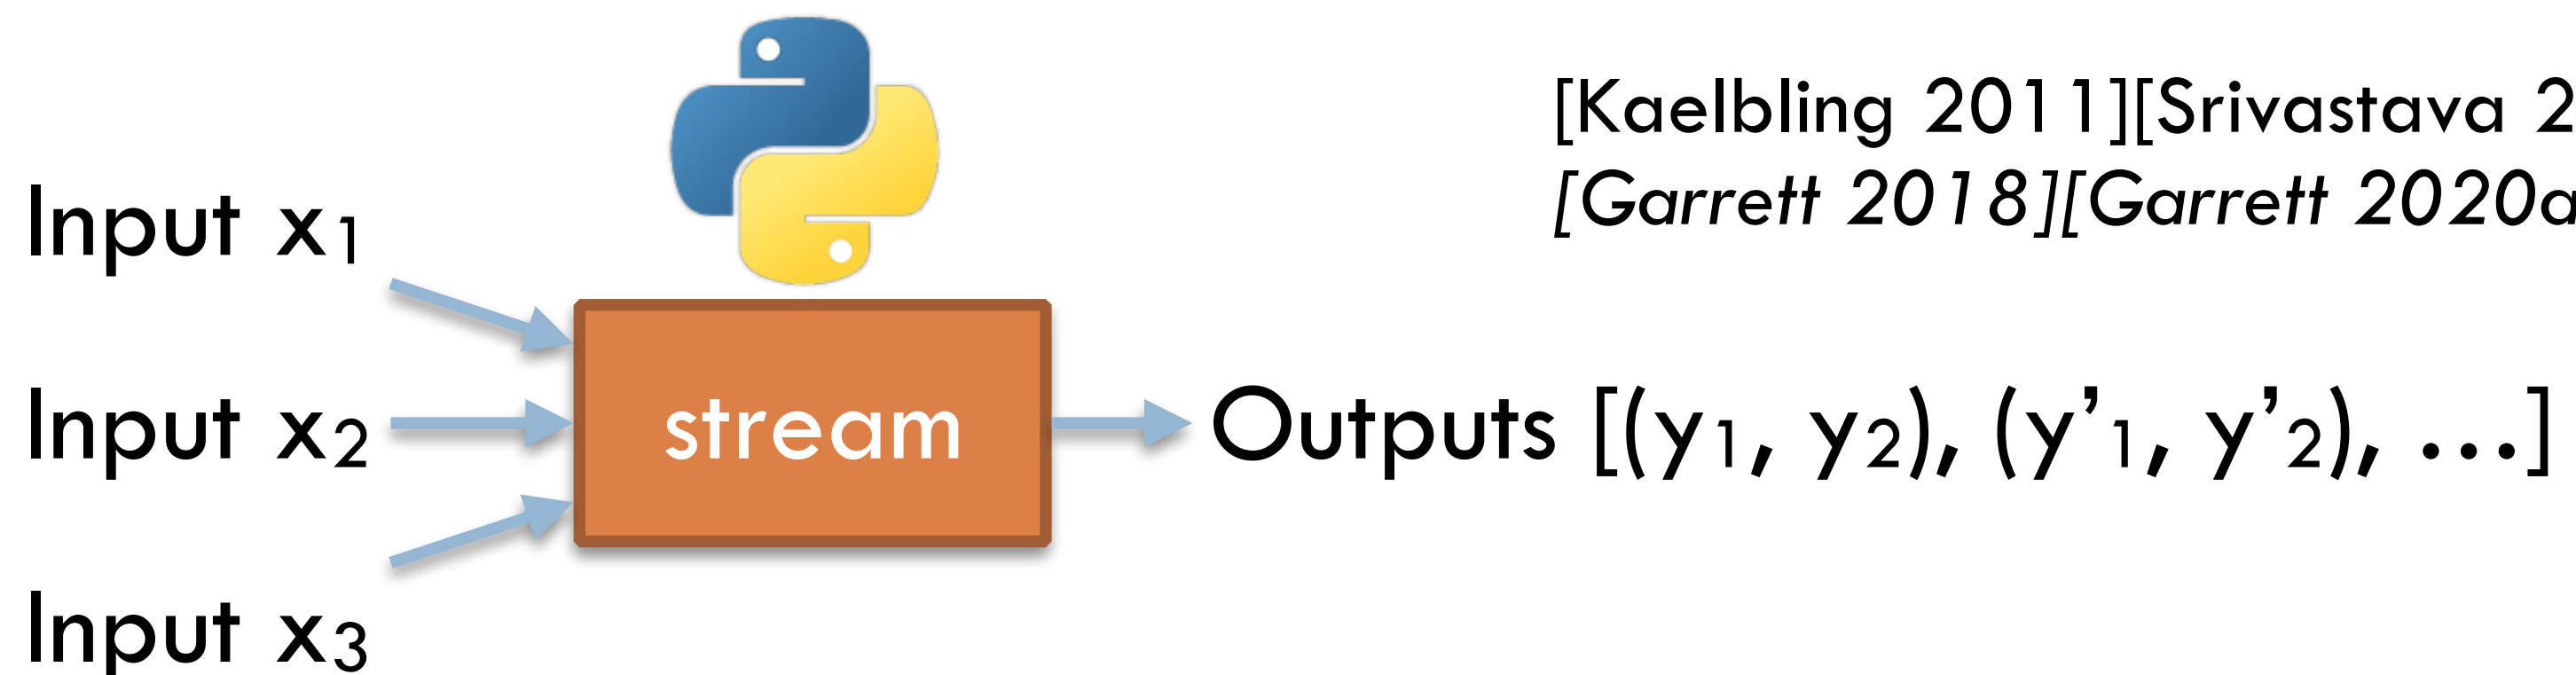 [Kaelbling 2011][Srivastava 2
[Garrett 2018][Garrett 2020a
Input x₁
Input x₂
stream
Outputs [(y₁, y₂), (y’₁, y’₂), …]
Input x₃